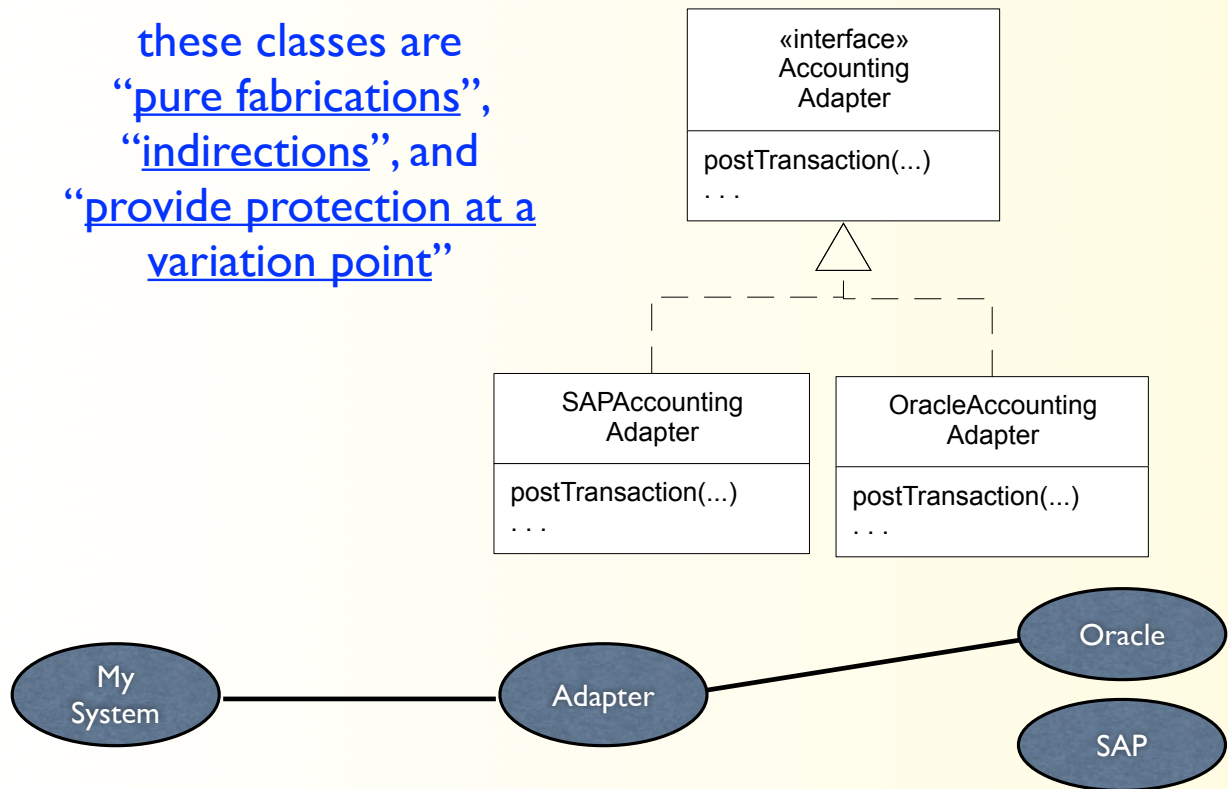 these classes are
“pure fabrications”,
“indirections”, and
“provide protection at a
variation point”
«interface»
Accounting
Adapter
postTransaction(...)
. . .
SAPAccounting
Adapter
postTransaction(...)
. . .
OracleAccounting
Adapter
postTransaction(...)
. . .
My
System
Adapter
Oracle
SAP